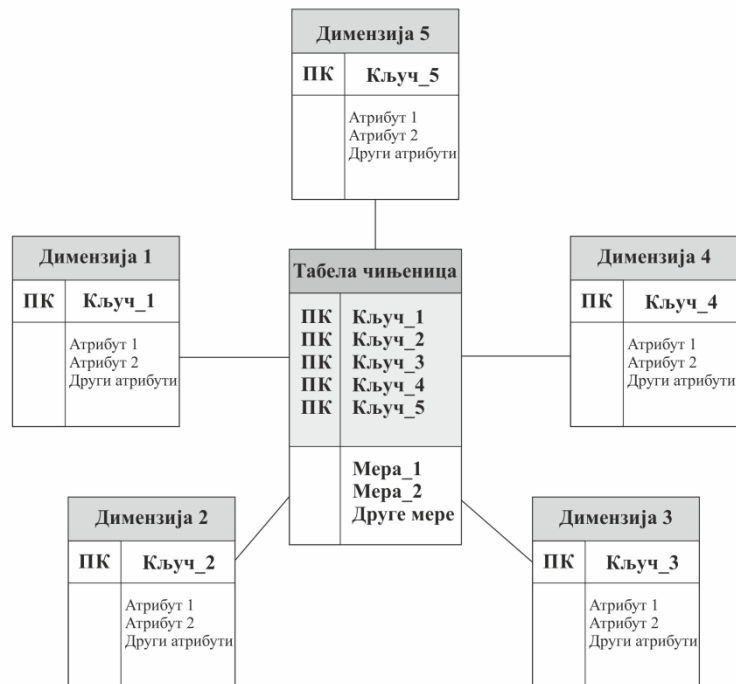 Димензија 5
ПК Кључ_5
Атрибут 1
Атрибут 2
Други атрибути
Димензија 1
ПК Кључ_1
Атрибут 1
Атрибут 2
Други атрибути
Табела чињеница
ПК Кључ_1
ПК Кључ_2
ПК Кључ_3
ПК Кључ_4
ПК Кључ_5
Мера_1
Мера_2
Друге мере
Димензија 4
ПК Кључ_4
Атрибут 1
Атрибут 2
Други атрибути
Димензија 2
ПК Кључ_2
Атрибут 1
Атрибут 2
Други атрибути
Димензија 3
ПК Кључ_3
Атрибут 1
Атрибут 2
Други атрибути